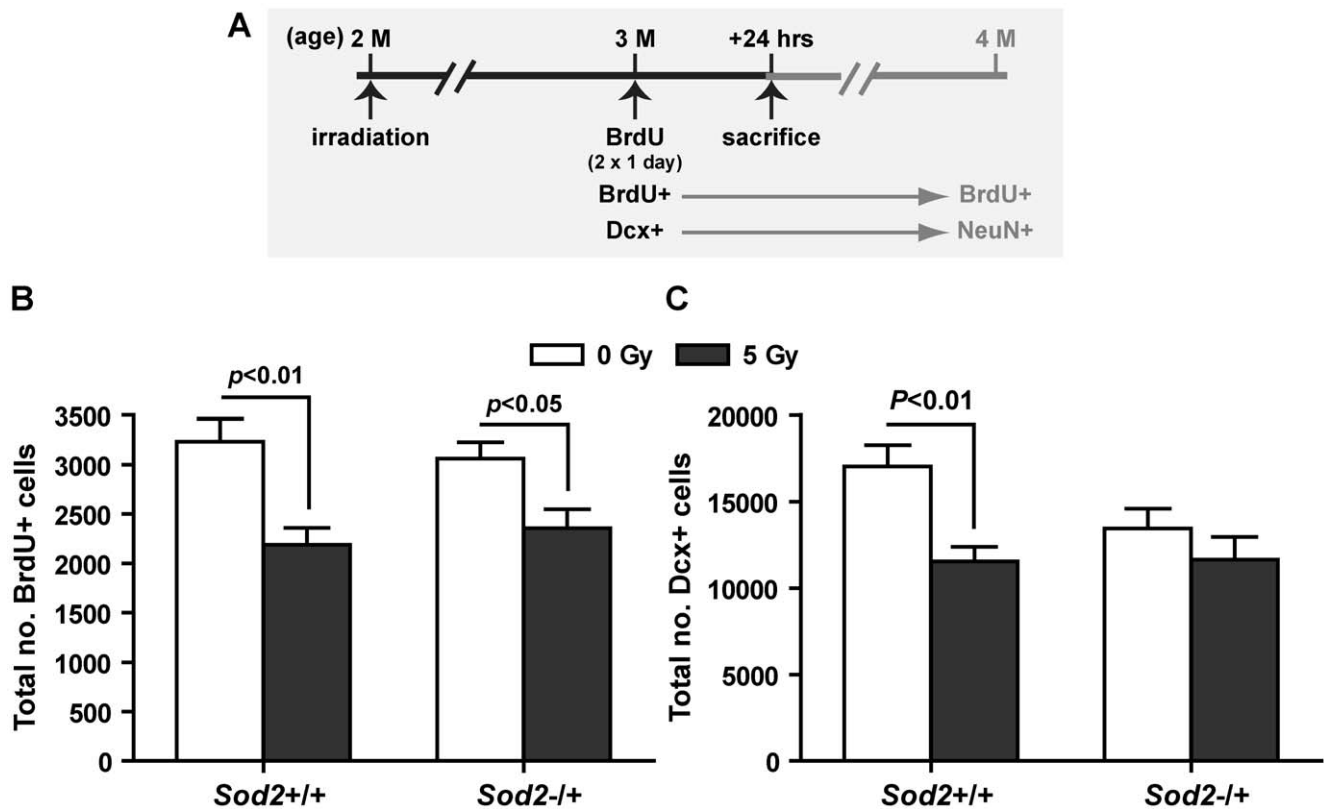 A
(age) 2 M 3 M +24 hrs 4 M
irradiation BrdU sacrifice
(2 x 1 day)
BrdU+ BrdU+
Dcx+ NeuN+
B
C
0 Gy 5 Gy
p<0.01
p<0.05
Total no. BrdU+ cells
3500
3000
2500
2000
1500
1000
500
0
Sod2+/+ Sod2-/+
P<0.01
Total no. Dcx+ cells
20000
15000
10000
5000
0
Sod2+/+ Sod2-/+